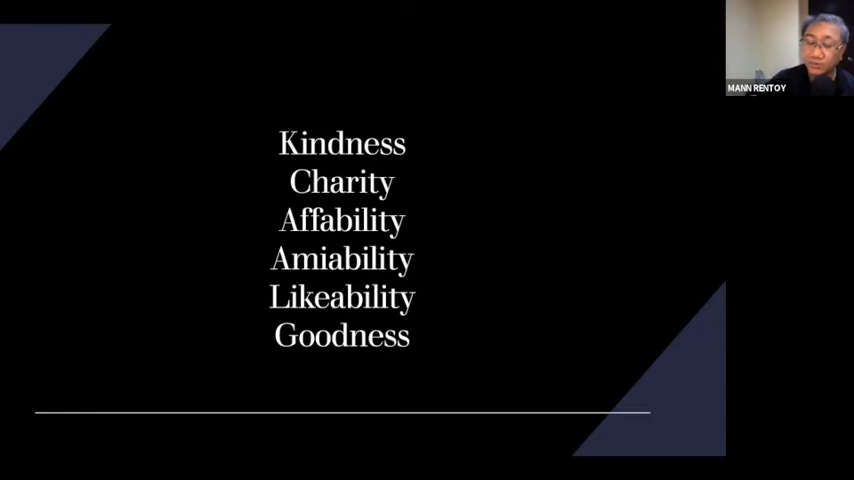 Kindness
Charity
Affability
Amiability
Likeability
Goodness
MANN RENTOY